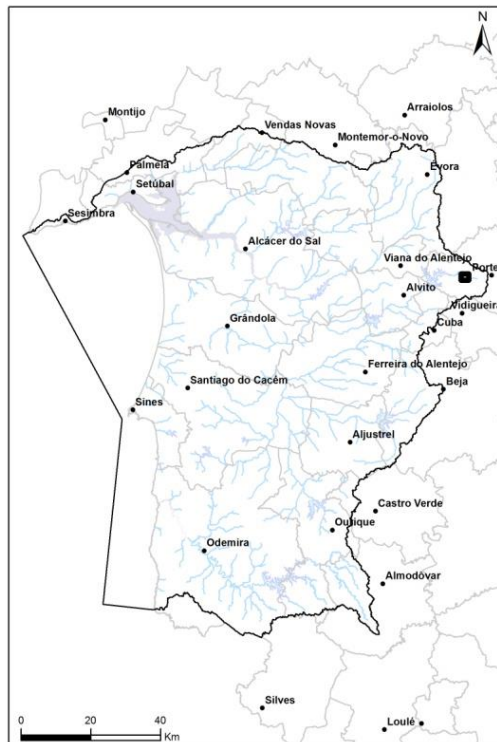 N
Montijo
Arraiolos
Vendas Novas
Montemor-o-Novo
Palmela
Évora
Setúbal
Sesimbra
Alcácer do Sal
Viana do Alentejo
Porte
Alvito
Vidigueira
Grândola
Cuba
Ferreira do Alentejo
Santiago do Cacém
Beja
Sines
Aljustrel
Castro Verde
Ourique
Odemira
Almodôvar
Silves
Loulé
0 20 40
Km